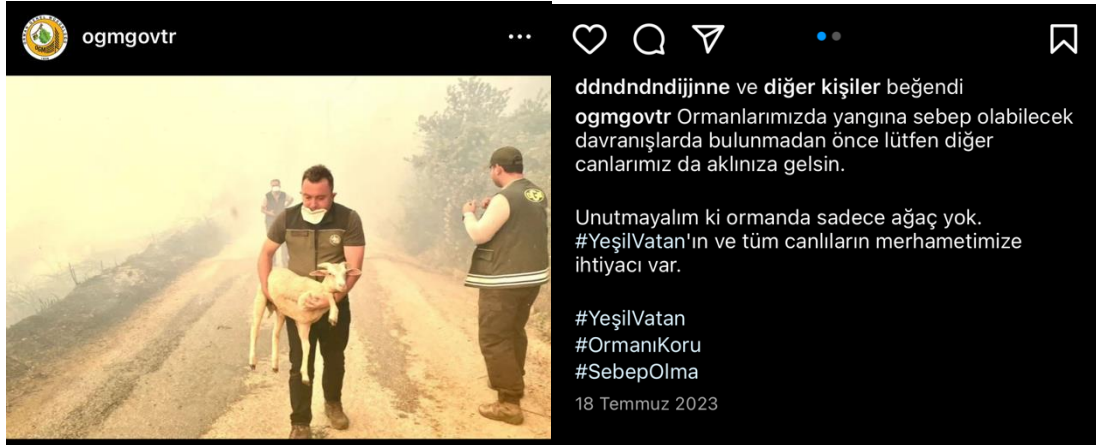 ogmgovtr
ddndndndijjnne ve diğer kişiler beğendi
ogmgovtr Ormanlarımızda yangına sebep olabilecek
davranışlarda bulunmadan önce lütfen diğer
canlarımız da aklınıza gelsin.
Unutmayalım ki ormanda sadece ağaç yok.
#YeşilVatan'ın ve tüm canlıların merhametimize
ihtiyacı var.
#YeşilVatan
#OrmanıKoru
#SebepOlma
18 Temmuz 2023